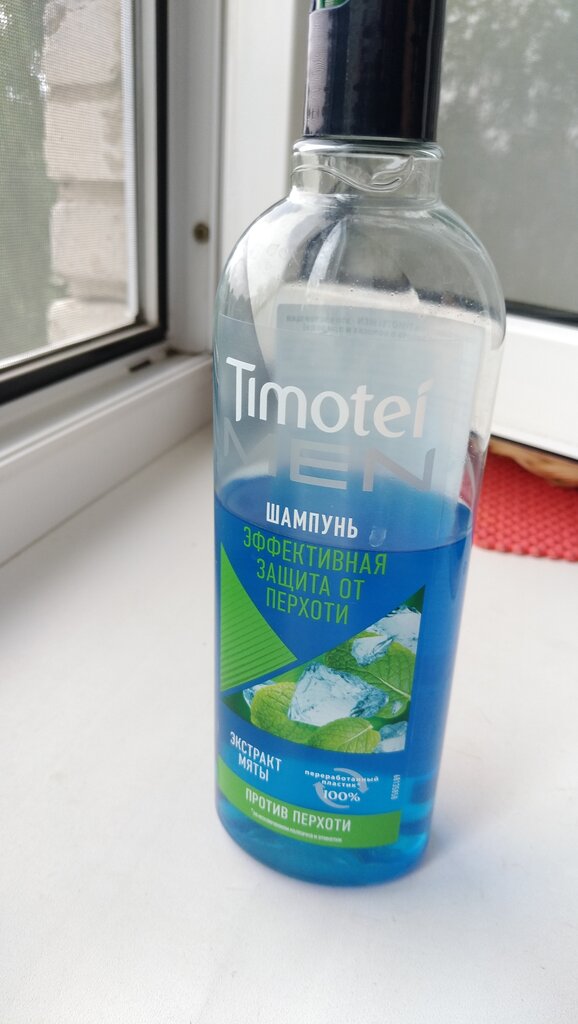 Timotei
MEN
ШАМПУНЬ
ЭФФЕКТИВНАЯ
ЗАЩИТА ОТ
ПЕРХОТИ
ЭКСТРАКТ
МЯТЫ
переработанный
пластик*
100%
ПРОТИВ ПЕРХОТИ